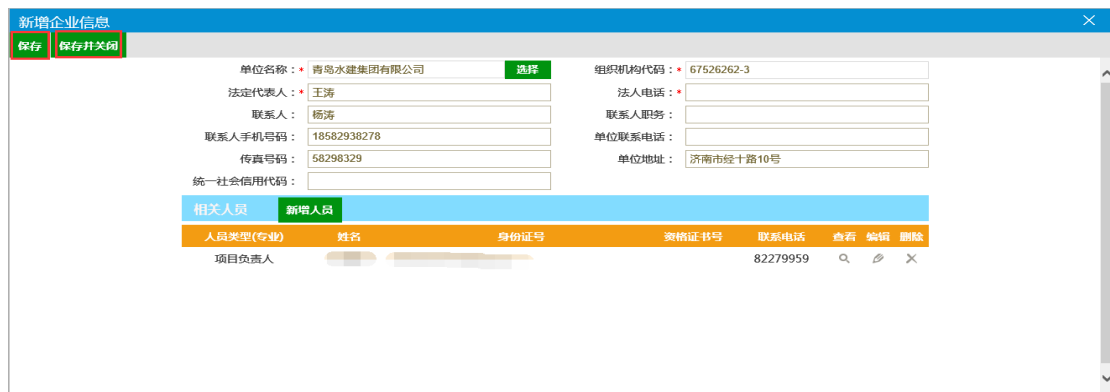 新增企业信息
保存 保存并关闭
单位名称：* 青岛水建集团有限公司 选择 组织机构代码：* 67526262-3
法定代表人：* 王涛 法人电话：*
联系人： 杨涛 联系人职务：
联系人手机号码： 18582938278 单位联系电话：
传真号码： 58298329 单位地址： 济南市经十路10号
统一社会信用代码：
相关人员 新增人员
人员类型(专业) 姓名 身份证号 资格证书号 联系电话 查看 编辑 删除
项目负责人 82279959